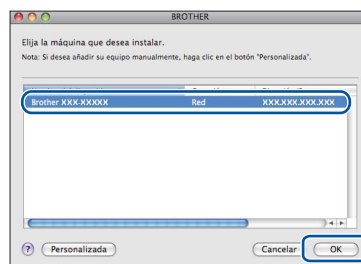 BROTHER
Elija la máquina que desea instalar.
Nota: Si desea añadir su equipo manualmente, haga clic en el botón "Personalizada".
Brother XXX-XXXXX Red XXX.XXX.XXX.XXX
? Personalizada Cancelar OK